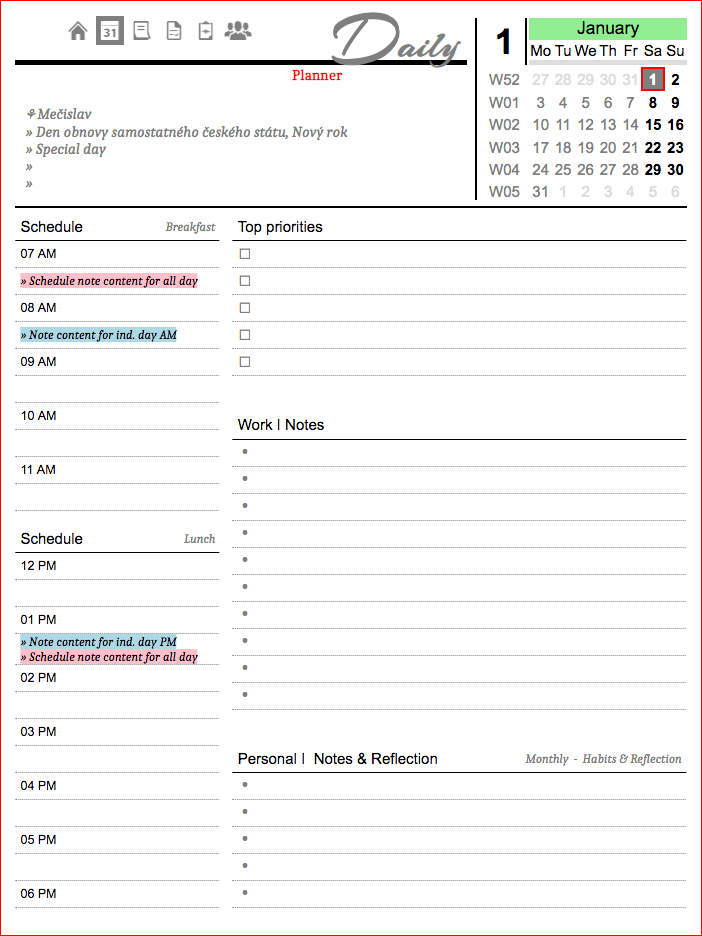 31
Daily
Planner
⚘ Mečislav
» Den obnovy samostatného českého státu, Nový rok
» Special day
»
»
1
January
Mo Tu We Th Fr Sa Su
W52 27 28 29 30 31 1 2
W01 3 4 5 6 7 8 9
W02 10 11 12 13 14 15 16
W03 17 18 19 20 21 22 23
W04 24 25 26 27 28 29 30
W05 31 1 2 3 4 5 6
Schedule Breakfast
07 AM
» Schedule note content for all day
08 AM
» Note content for ind. day AM
09 AM
10 AM
11 AM
Schedule Lunch
12 PM
01 PM
» Note content for ind. day PM
» Schedule note content for all day
02 PM
03 PM
04 PM
05 PM
06 PM
Top priorities
☐
☐
☐
☐
☐
Work | Notes
•
•
•
•
•
•
•
•
•
•
Personal | Notes & Reflection Monthly - Habits & Reflection
•
•
•
•
•